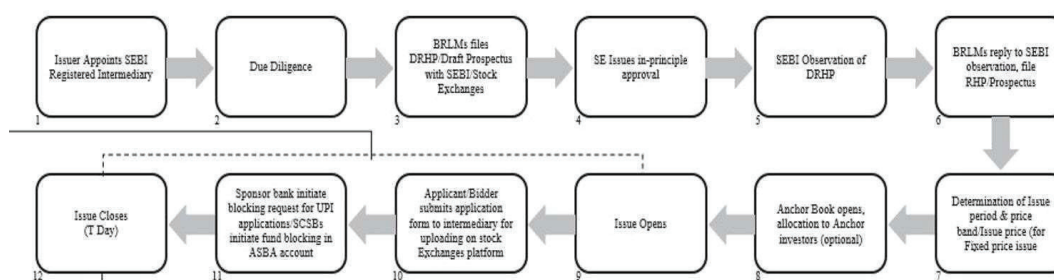 Issuer Appoints SEBI
Registered Intermediary
1
Due Diligence
2
BRLMs files
DRHP/Draft Prospectus
with SEBI/Stock
Exchanges
3
SE Issues in-principle
approval
4
SEBI Observation of
DRHP
5
BRLMs reply to SEBI
observation, file
RHP/Prospectus
6
Determination of Issue
period & price
band/Issue price (for
Fixed price issue
7
Anchor Book opens,
allocation to Anchor
investors (optional)
8
Issue Opens
9
Applicant/Bidder
submits application
form to intermediary for
uploading on stock
Exchanges platform
10
Sponsor bank initiate
blocking request for UPI
applications/SCSBs
initiate fund blocking in
ASBA account
11
Issue Closes
(T Day)
12